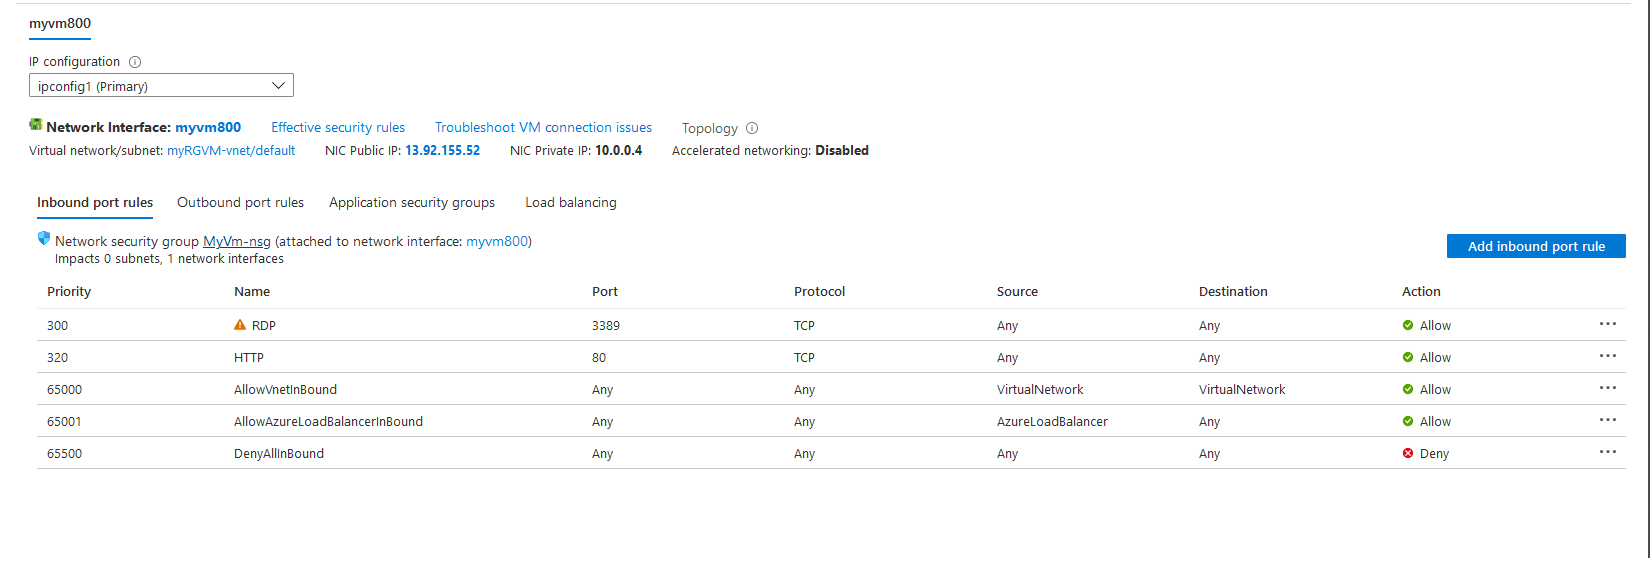 myvm800
IP configuration
ipconfig1 (Primary)
Network Interface: myvm800 Effective security rules Troubleshoot VM connection issues Topology
Virtual network/subnet: myRGVM-vnet/default NIC Public IP: 13.92.155.52 NIC Private IP: 10.0.0.4 Accelerated networking: Disabled
Inbound port rules Outbound port rules Application security groups Load balancing
Network security group MyVm-nsg (attached to network interface: myvm800)
Impacts 0 subnets, 1 network interfaces
Add inbound port rule
Priority Name Port Protocol Source Destination Action
300 RDP 3389 TCP Any Any Allow
320 HTTP 80 TCP Any Any Allow
65000 AllowVnetInBound Any Any VirtualNetwork VirtualNetwork Allow
65001 AllowAzureLoadBalancerInBound Any Any AzureLoadBalancer Any Allow
65500 DenyAllInBound Any Any Any Any Deny